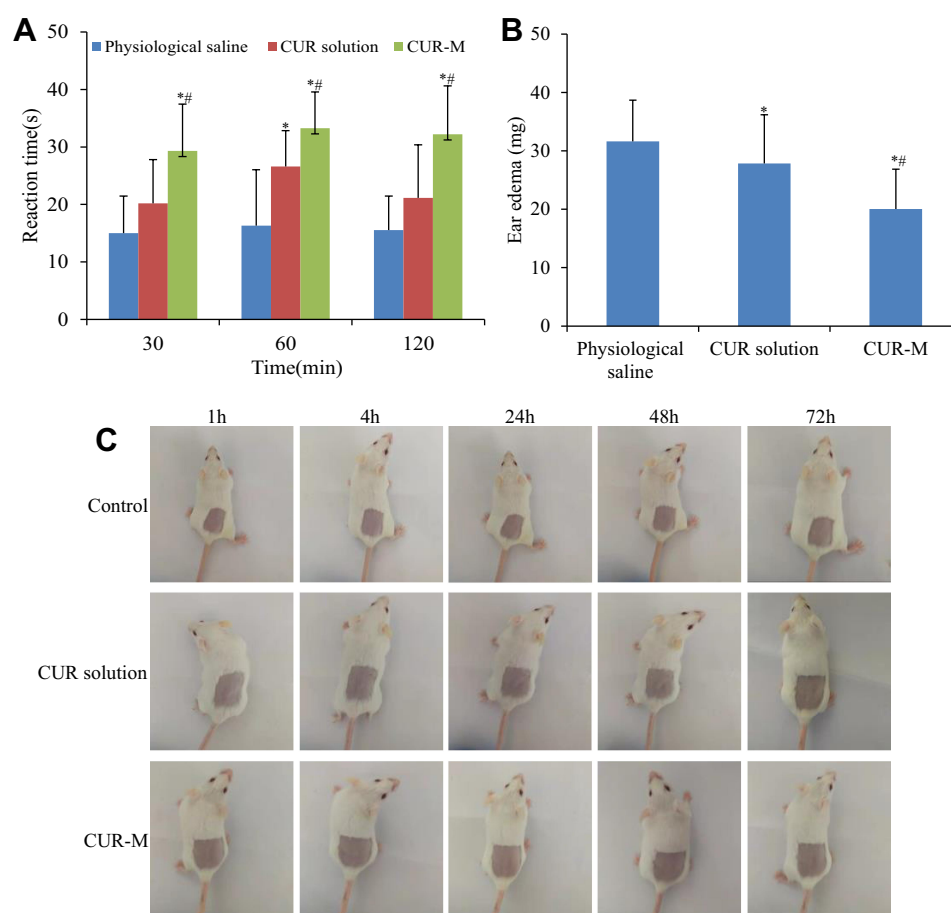 A
50
40
30
20
10
0
Reaction time(s)
Physiological saline CUR solution CUR-M
*#
* *#
*#
30 60 120
Time(min)
B
50
40
30
20
10
0
Ear edema (mg)
*
*#
Physiological saline CUR solution CUR-M
C
1h 4h 24h 48h 72h
Control
CUR solution
CUR-M